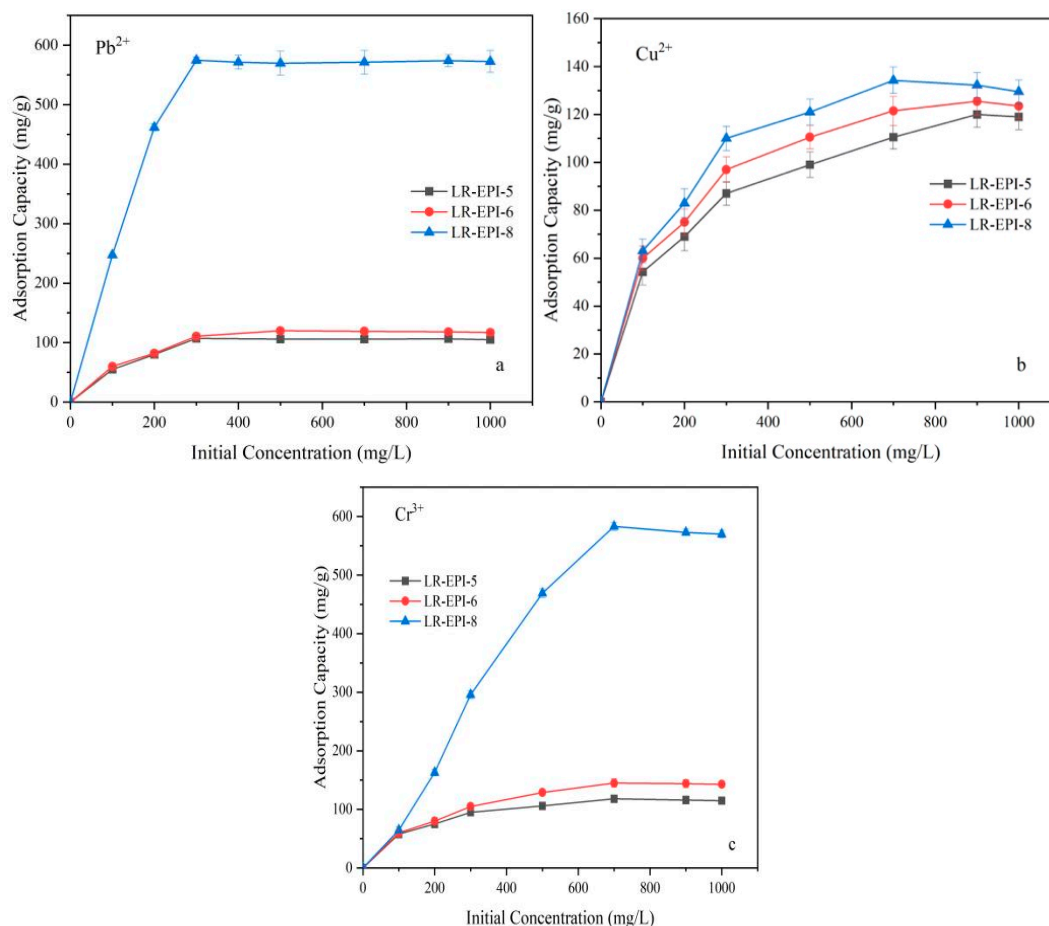 Pb2+
Adsorption Capacity (mg/g)
600
500
400
300
200
100
0
LR-EPI-5
LR-EPI-6
LR-EPI-8
a
0 200 400 600 800 1000
Initial Concentration (mg/L)
Cu2+
Adsorption Capacity (mg/g)
160
140
120
100
80
60
40
20
0
LR-EPI-5
LR-EPI-6
LR-EPI-8
b
0 200 400 600 800 1000
Initial Concentration (mg/L)
Cr3+
Adsorption Capacity (mg/g)
600
500
400
300
200
100
0
LR-EPI-5
LR-EPI-6
LR-EPI-8
c
0 200 400 600 800 1000
Initial Concentration (mg/L)